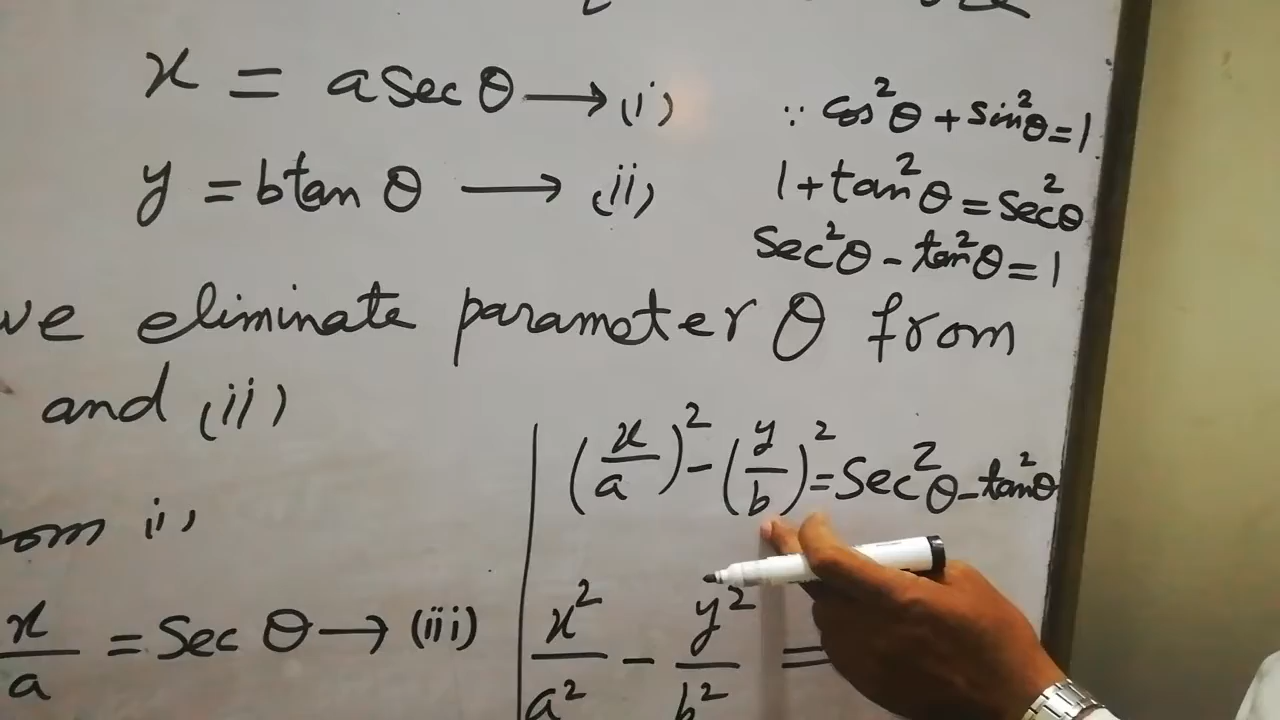 x = a sec θ → (i)
y = b tan θ → (ii)
∵ cos²θ + sin²θ = 1
1 + tan²θ = sec²θ
sec²θ - tan²θ = 1
we eliminate parameter θ from
and (ii)
from i)
x/a = sec θ → (iii)
(x/a)² - (y/b)² = sec²θ - tan²θ
x²/a² - y²/b² =